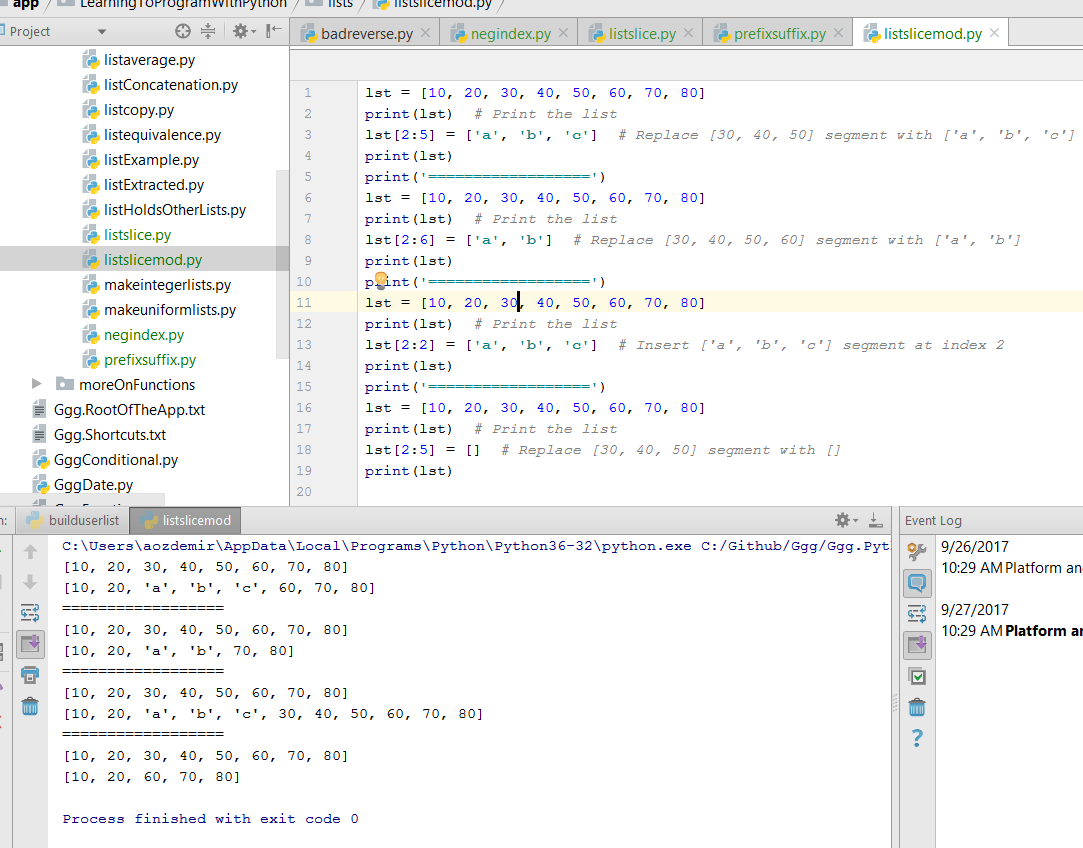 app LearningToProgramWithPython lists listslicemod.py
Project
badreverse.py negindex.py listslice.py prefixsuffix.py listslicemod.py
listaverage.py
listConcatenation.py
listcopy.py
listequivalence.py
listExample.py
listExtracted.py
listHoldsOtherLists.py
listslice.py
listslicemod.py
makeintegerlists.py
makeuniformlists.py
negindex.py
prefixsuffix.py
moreOnFunctions
Ggg.RootOfTheApp.txt
Ggg.Shortcuts.txt
GggConditional.py
GggDate.py
1 lst = [10, 20, 30, 40, 50, 60, 70, 80]
2 print(lst)  # Print the list
3 lst[2:5] = ['a', 'b', 'c']  # Replace [30, 40, 50] segment with ['a', 'b', 'c']
4 print(lst)
5 print('==================')
6 lst = [10, 20, 30, 40, 50, 60, 70, 80]
7 print(lst)  # Print the list
8 lst[2:6] = ['a', 'b']  # Replace [30, 40, 50, 60] segment with ['a', 'b']
9 print(lst)
10 print('==================')
11 lst = [10, 20, 30, 40, 50, 60, 70, 80]
12 print(lst)  # Print the list
13 lst[2:2] = ['a', 'b', 'c']  # Insert ['a', 'b', 'c'] segment at index 2
14 print(lst)
15 print('==================')
16 lst = [10, 20, 30, 40, 50, 60, 70, 80]
17 print(lst)  # Print the list
18 lst[2:5] = []  # Replace [30, 40, 50] segment with []
19 print(lst)
20
n: builduserlist listslicemod
C:\Users\aozdemir\AppData\Local\Programs\Python\Python36-32\python.exe C:/Github/Ggg/Ggg.Pyt
[10, 20, 30, 40, 50, 60, 70, 80]
[10, 20, 'a', 'b', 'c', 60, 70, 80]
==================
[10, 20, 30, 40, 50, 60, 70, 80]
[10, 20, 'a', 'b', 70, 80]
==================
[10, 20, 30, 40, 50, 60, 70, 80]
[10, 20, 'a', 'b', 'c', 30, 40, 50, 60, 70, 80]
==================
[10, 20, 30, 40, 50, 60, 70, 80]
[10, 20, 60, 70, 80]
Process finished with exit code 0
Event Log
9/26/2017
10:29 AM Platform an
9/27/2017
10:29 AM Platform ar